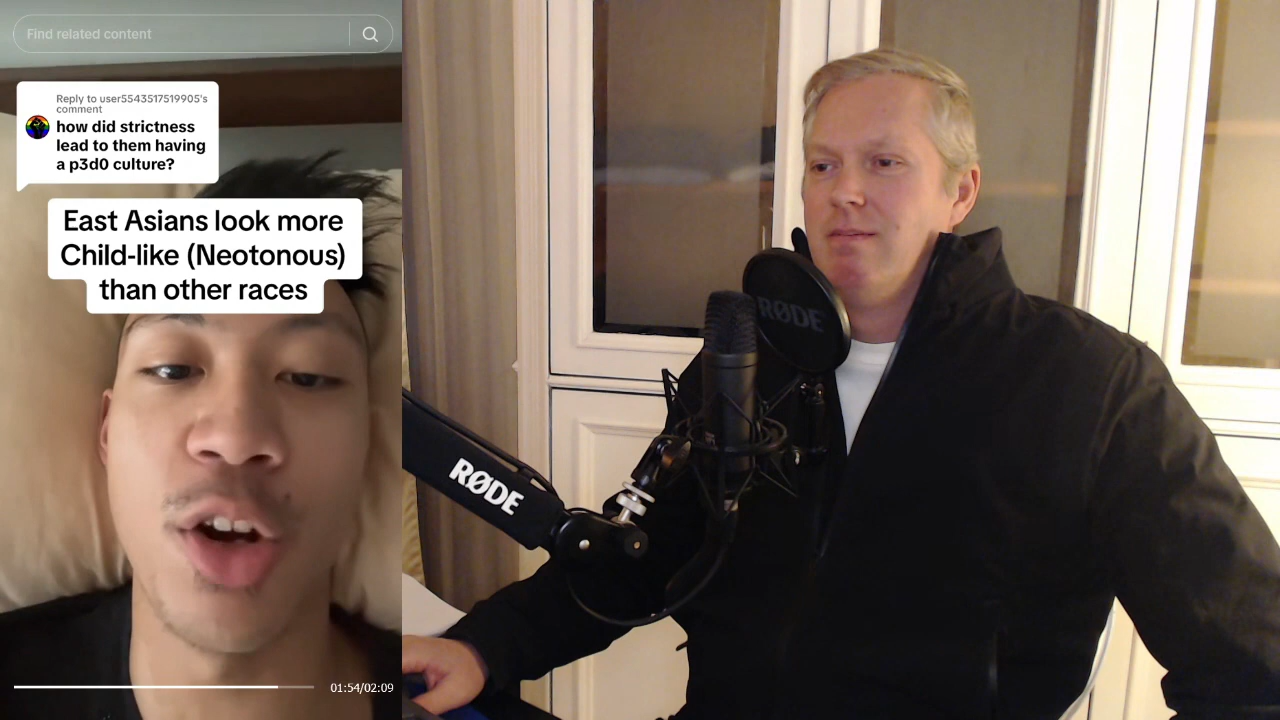 Find related content
Reply to user5543517519905's
comment
how did strictness
lead to them having
a p3d0 culture?
East Asians look more
Child-like (Neotonous)
than other races
RØDE
RØDE
01:54/02:09